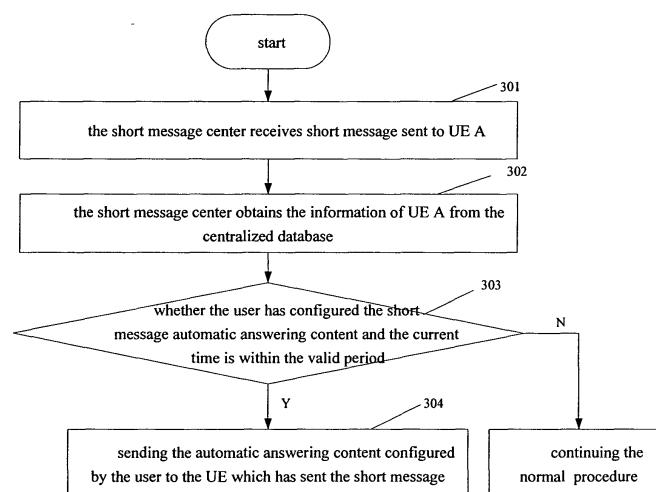 start
301
the short message center receives short message sent to UE A
302
the short message center obtains the information of UE A from the
centralized database
303
whether the user has configured the short
message automatic answering content and the current
time is within the valid period
N
Y
304
sending the automatic answering content configured
by the user to the UE which has sent the short message
continuing the
normal procedure